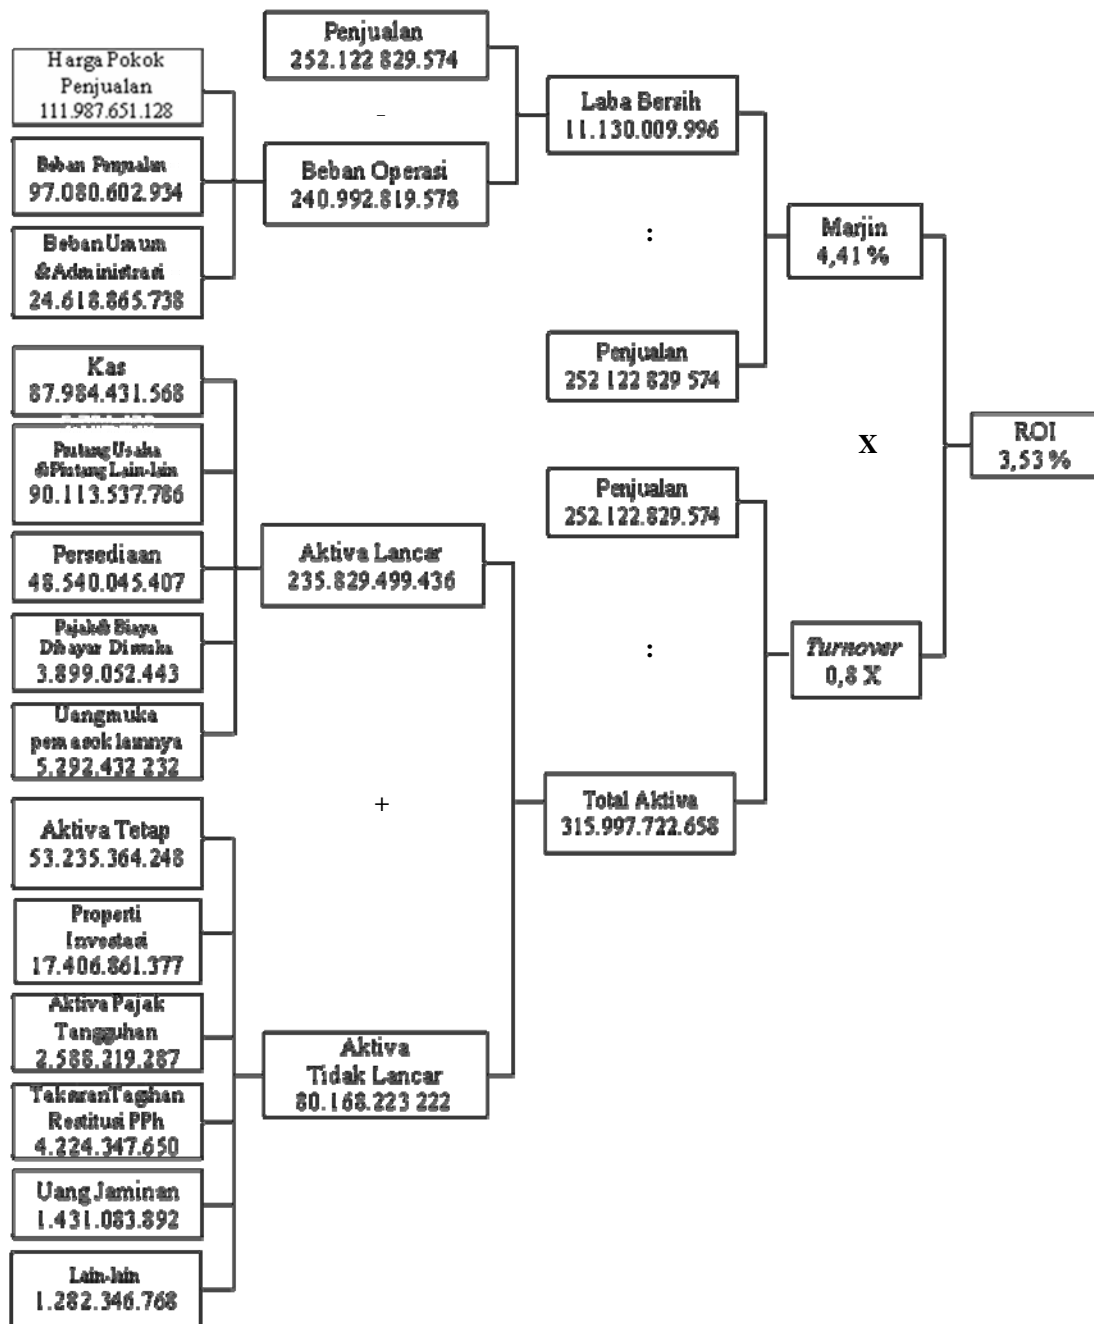 Penjualan
252.122 829.574
Harga Pokok
Penjualan
111.987.651.128
Laba Bersih
11.130.009.996
-
Beban Penjualan
97.080.602.934
Beban Operasi
240.992.819.578
Beban Umum
& Administrasi
24.618.865.738
:
Marjin
4,41 %
Penjualan
252 122 829 574
Kas
87.984.431.568
X
ROI
3,53 %
Piutang Usaha
& Piutang Lain-lain
90.113.537.786
Penjualan
252.122.829.574
Persediaan
48.540.045.407
Aktiva Lancar
235.829.499.436
Pajak & Biaya
Dibayar Dimuka
3.899.052.443
:
Turnover
0,8 X
Uangmuka
pemasok lainnya
5.292.432 232
+
Total Aktiva
315.997.722.658
Aktiva Tetap
53.235.364.248
Properti
Investasi
17.406.861.377
Aktiva Pajak
Tangguhan
2.588.219.287
Aktiva
Tidak Lancar
80.168.223 222
Restitusi PPh
4.224.347.650
Uang Jaminan
1.431.083.892
Lain-lain
1.282.346.768